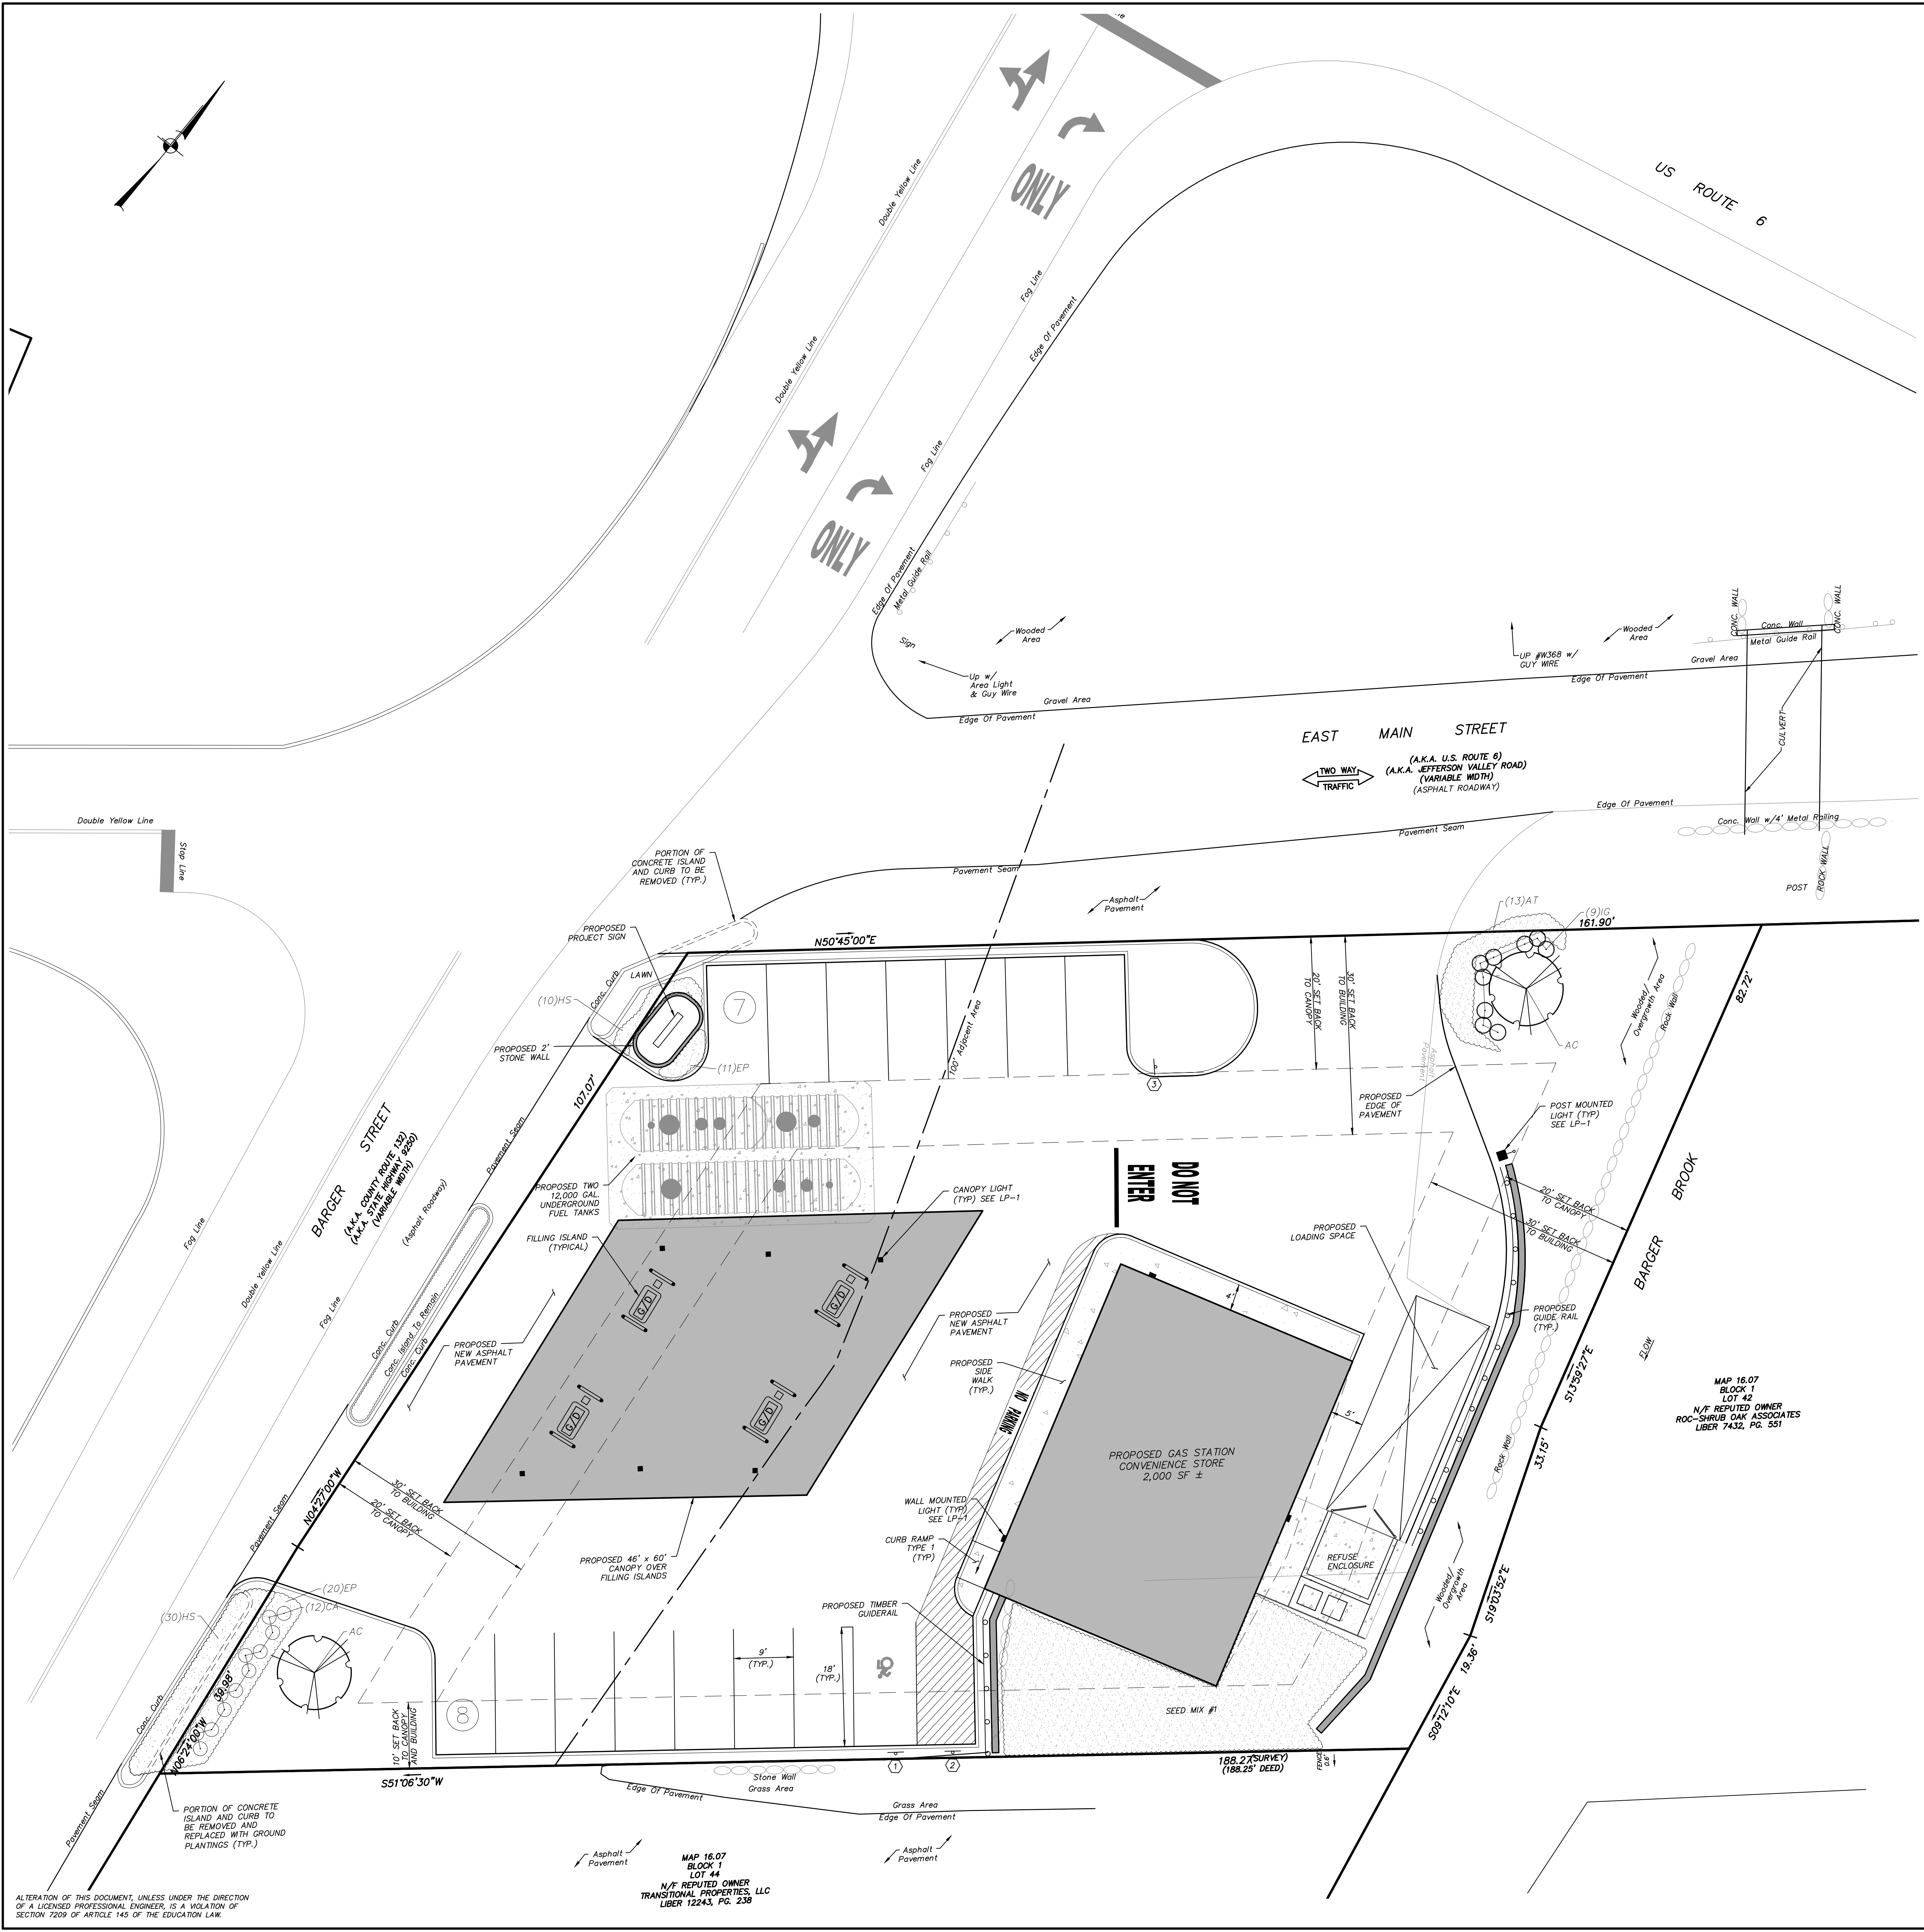 US ROUTE 6
ONLY
Double Yellow Line
Fog Line
Edge Of Pavement
Double Yellow Line
Fog Line
ONLY
Edge Of Pavement
Metal Guide Rail
Sign
Wooded
Area
Up w/
Area Light
& Guy Wire
Gravel Area
Edge Of Pavement
UP #W368 w/
GUY WIRE
Wooded
Area
CONC. WALL
Conc. Wall
CONC. WALL
Metal Guide Rail
Gravel Area
Edge Of Pavement
CULVERT
EAST MAIN STREET
(A.K.A. U.S. ROUTE 6)
(A.K.A. JEFFERSON VALLEY ROAD)
(VARIABLE WIDTH)
(ASPHALT ROADWAY)
TWO WAY
TRAFFIC
Edge Of Pavement
Conc. Wall w/4' Metal Railing
Pavement Seam
ROCK WALL
POST
Double Yellow Line
Stop Line
PORTION OF
CONCRETE ISLAND
AND CURB TO BE
REMOVED (TYP.)
Pavement Seam
Asphalt
Pavement
(13)AT
(9)IG
161.90'
PROPOSED
PROJECT SIGN
N50°45'00"E
LAWN
Conc. Curb
(10)HS
7
PROPOSED 2'
STONE WALL
(11)EP
100' Adjacent Area
20' SET BACK
TO CANOPY
30' SET BACK
TO BUILDING
3
Wooded/
Overgrowth Area
Rock Wall
82.72'
AC
Asphalt
Pavement
PROPOSED
EDGE OF
PAVEMENT
POST MOUNTED
LIGHT (TYP)
SEE LP-1
107.07'
Pavement Seam
BARGER STREET
(A.K.A. COUNTY ROUTE 132)
(A.K.A. STATE HIGHWAY 9250)
(VARIABLE WIDTH)
(Asphalt Roadway)
Fog Line
Double Yellow Line
Fog Line
PROPOSED TWO
12,000 GAL.
UNDERGROUND
FUEL TANKS
CANOPY LIGHT
(TYP) SEE LP-1
DO NOT
ENTER
FILLING ISLAND
(TYPICAL)
G/D
G/D
G/D
G/D
PROPOSED
LOADING SPACE
20' SET BACK
TO CANOPY
30' SET BACK
TO BUILDING
BARGER BROOK
FLOW
Conc. Curb
Conc. Island To Remain
Conc. Curb
PROPOSED
NEW ASPHALT
PAVEMENT
PROPOSED
NEW ASPHALT
PAVEMENT
4'
PROPOSED
GUIDE RAIL
(TYP.)
PROPOSED
SIDE
WALK
(TYP.)
NO PARKING
5'
S13°59'27"E
MAP 16.07
BLOCK 1
LOT 42
N/F REPUTED OWNER
ROC-SHRUB OAK ASSOCIATES
LIBER 7432, PG. 551
PROPOSED GAS STATION
CONVENIENCE STORE
2,000 SF ±
Rock Wall
33.15'
N04°27'00"W
30' SET BACK
TO BUILDING
20' SET BACK
TO CANOPY
Pavement Seam
WALL MOUNTED
LIGHT (TYP)
SEE LP-1
CURB RAMP
TYPE 1
(TYP)
PROPOSED 46' x 60'
CANOPY OVER
FILLING ISLANDS
REFUSE
ENCLOSURE
Wooded/
Overgrowth
Area
S19°03'52"E
(20)EP
(12)CA
(30)HS
AC
PROPOSED TIMBER
GUIDERAIL
9'
(TYP.)
18'
(TYP.)
19.36'
39.98'
Conc. Curb
N06°24'00"W
8
10' SET BACK
TO CANOPY
AND BUILDING
SEED MIX #1
S09°12'10"E
1
2
188.27'(SURVEY)
(188.25' DEED)
FENCE
0.6'
S51°06'30"W
Stone Wall
Grass Area
Edge Of Pavement
Grass Area
Edge Of Pavement
Pavement Seam
PORTION OF CONCRETE
ISLAND AND CURB TO
BE REMOVED AND
REPLACED WITH GROUND
PLANTINGS (TYP.)
Asphalt
Pavement
Asphalt
Pavement
MAP 16.07
BLOCK 1
LOT 44
N/F REPUTED OWNER
TRANSITIONAL PROPERTIES, LLC
LIBER 12243, PG. 238
ALTERATION OF THIS DOCUMENT, UNLESS UNDER THE DIRECTION
OF A LICENSED PROFESSIONAL ENGINEER, IS A VIOLATION OF
SECTION 7209 OF ARTICLE 145 OF THE EDUCATION LAW.